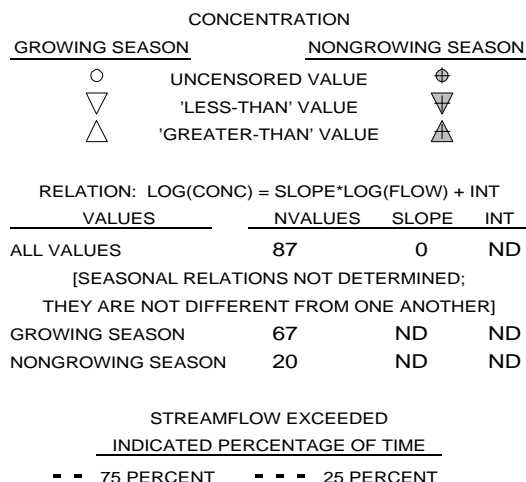 CONCENTRATION
GROWING SEASON NONGROWING SEASON
UNCENSORED VALUE
'LESS-THAN' VALUE
'GREATER-THAN' VALUE
RELATION: LOG(CONC) = SLOPE*LOG(FLOW) + INT
VALUES NVALUES SLOPE INT
ALL VALUES 87 0 ND
[SEASONAL RELATIONS NOT DETERMINED;
THEY ARE NOT DIFFERENT FROM ONE ANOTHER]
GROWING SEASON 67 ND ND
NONGROWING SEASON 20 ND ND
STREAMFLOW EXCEEDED
INDICATED PERCENTAGE OF TIME
75 PERCENT 25 PERCENT